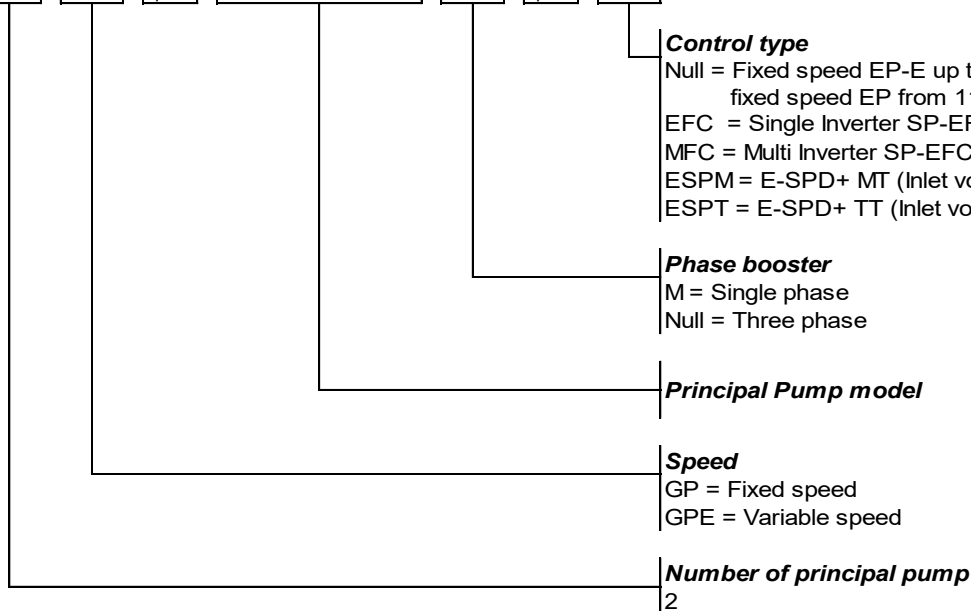 Control type
Null = Fixed speed EP-E up t
fixed speed EP from 1
EFC = Single Inverter SP-EF
MFC = Multi Inverter SP-EFC
ESPM = E-SPD+ MT (Inlet vo
ESPT = E-SPD+ TT (Inlet vo
Phase booster
M = Single phase
Null = Three phase
Principal Pump model
Speed
GP = Fixed speed
GPE = Variable speed
Number of principal pump
2